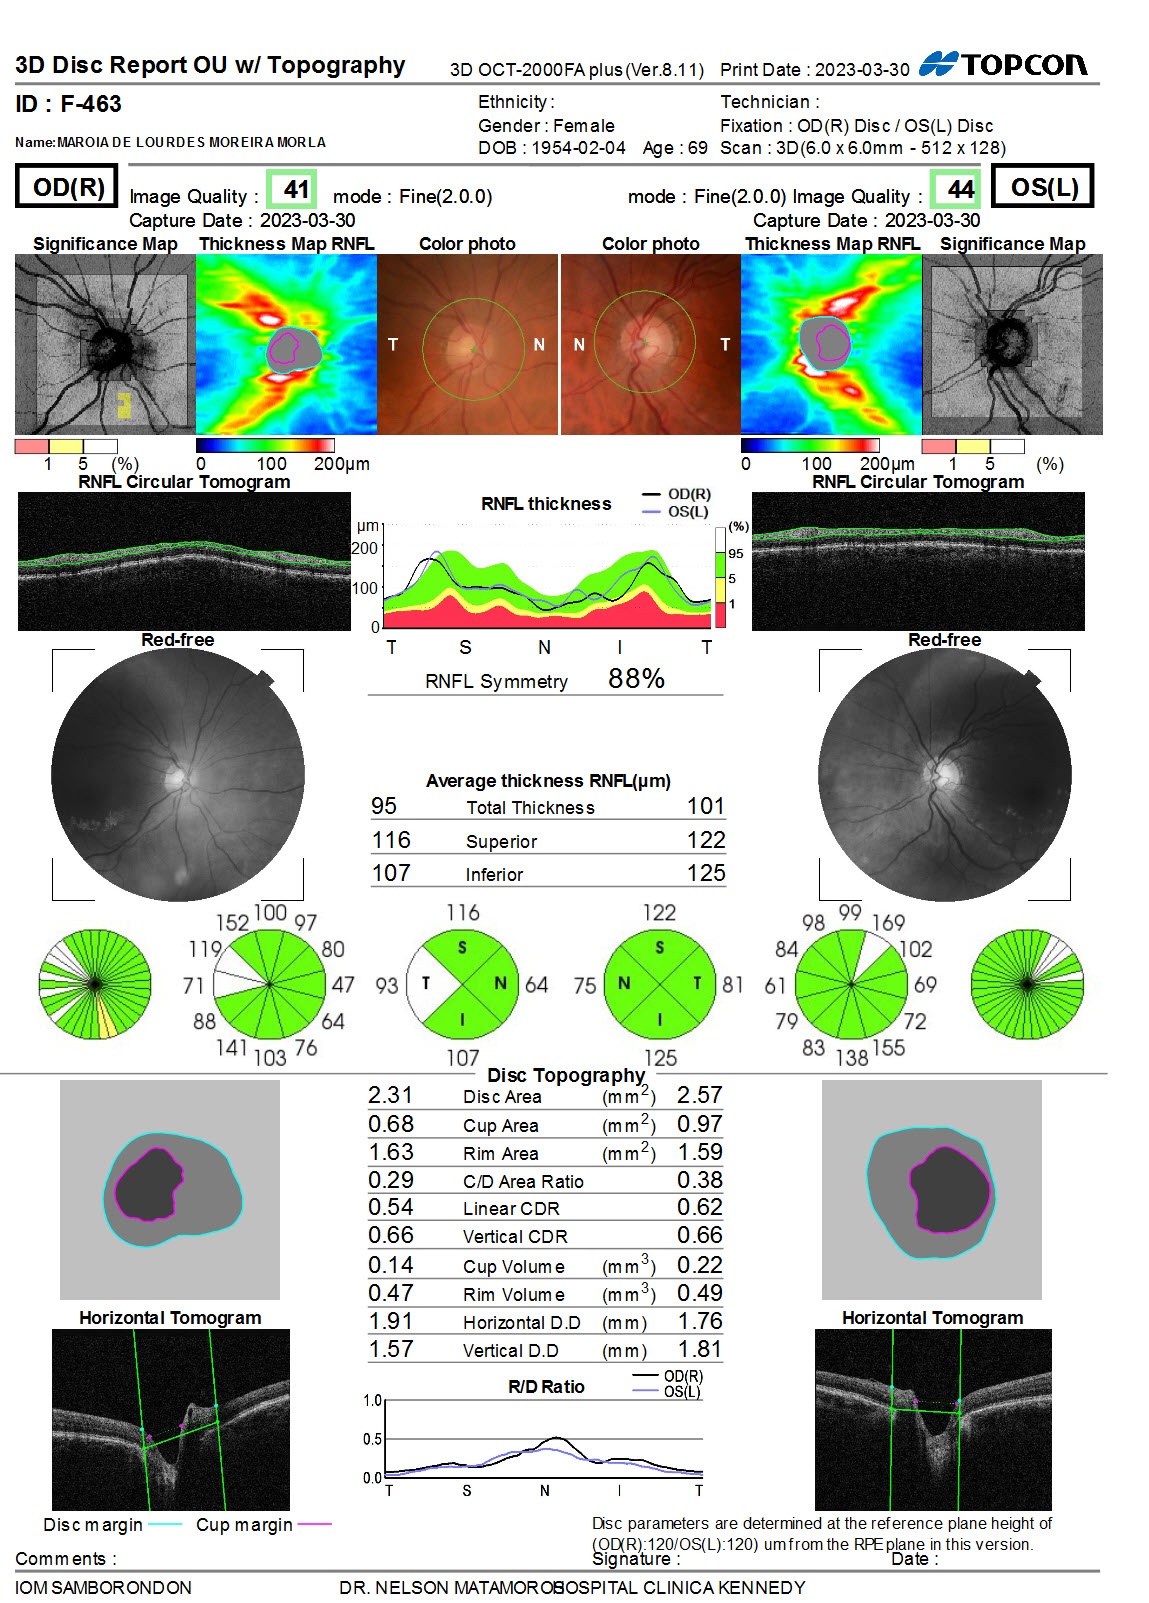 3D Disc Report OU w/ Topography 3D OCT-2000FA plus(Ver.8.11) Print Date : 2023-03-30 TOPCON
ID : F-463 Ethnicity : Technician :
Gender : Female Fixation : OD(R) Disc / OS(L) Disc
Name:MAROIA DE LOURDES MOREIRA MORLA DOB : 1954-02-04 Age : 69 Scan : 3D(6.0 x 6.0mm - 512 x 128)
OD(R) Image Quality : 41 mode : Fine(2.0.0) mode : Fine(2.0.0) Image Quality : 44 OS(L)
Capture Date : 2023-03-30 Capture Date : 2023-03-30
Significance Map Thickness Map RNFL Color photo Color photo Thickness Map RNFL Significance Map
T N N T
1 5 (%) 0 100 200µm 0 100 200µm 1 5 (%)
RNFL Circular Tomogram RNFL Circular Tomogram
RNFL thickness OD(R)
OS(L)
µm (%)
200 95
100 5
1
0
T S N I T
Red-free Red-free
RNFL Symmetry 88%
Average thickness RNFL(µm)
95 Total Thickness 101
116 Superior 122
107 Inferior 125
152 100 97 116 122 98 99 169
119 80 S S 84 102
71 47 93 T N 64 75 N T 81 61 69
88 64 I I 79 72
141 103 76 107 125 83 138 155
Disc Topography
2.31 Disc Area (mm2) 2.57
0.68 Cup Area (mm2) 0.97
1.63 Rim Area (mm2) 1.59
0.29 C/D Area Ratio 0.38
0.54 Linear CDR 0.62
0.66 Vertical CDR 0.66
0.14 Cup Volume (mm3) 0.22
0.47 Rim Volume (mm3) 0.49
1.91 Horizontal D.D (mm) 1.76
1.57 Vertical D.D (mm) 1.81
Horizontal Tomogram Horizontal Tomogram
R/D Ratio OD(R)
OS(L)
1.0
0.5
0.0
T S N I T
Disc margin Cup margin
Disc parameters are determined at the reference plane height of
(OD(R):120/OS(L):120) um from the RPE plane in this version.
Comments : Signature : Date :
IOM SAMBORONDON DR. NELSON MATAMOROS HOSPITAL CLINICA KENNEDY